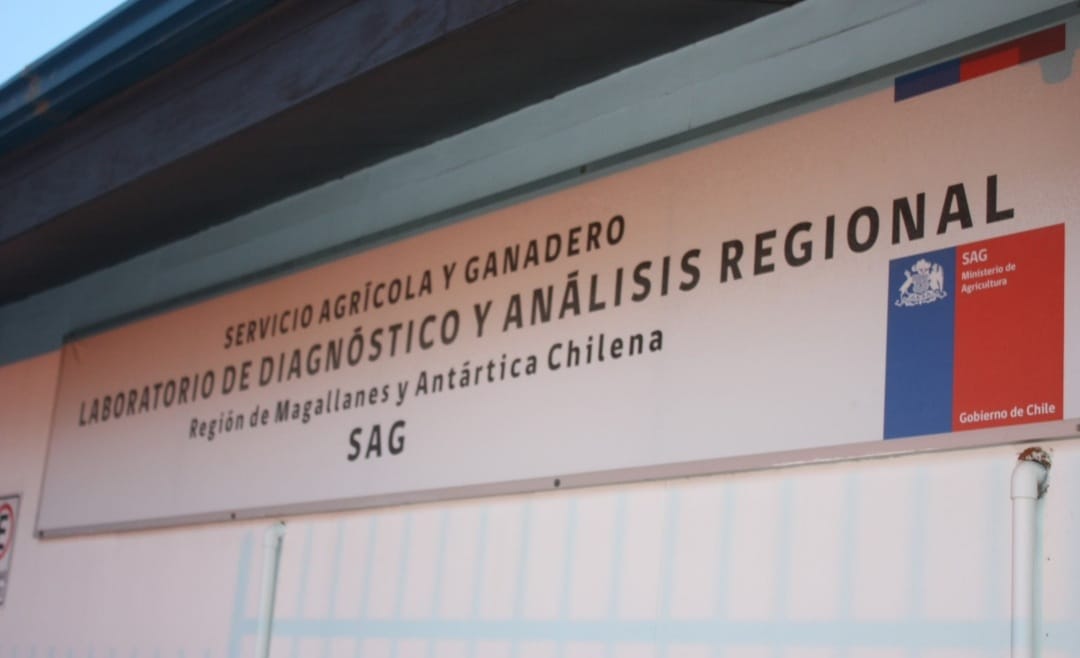 SERVICIO AGRÍCOLA Y GANADERO
LABORATORIO DE DIAGNÓSTICO Y ANÁLISIS REGIONAL
Región de Magallanes y Antártica Chilena
SAG
SAG
Ministerio de
Agricultura
Gobierno de Chile